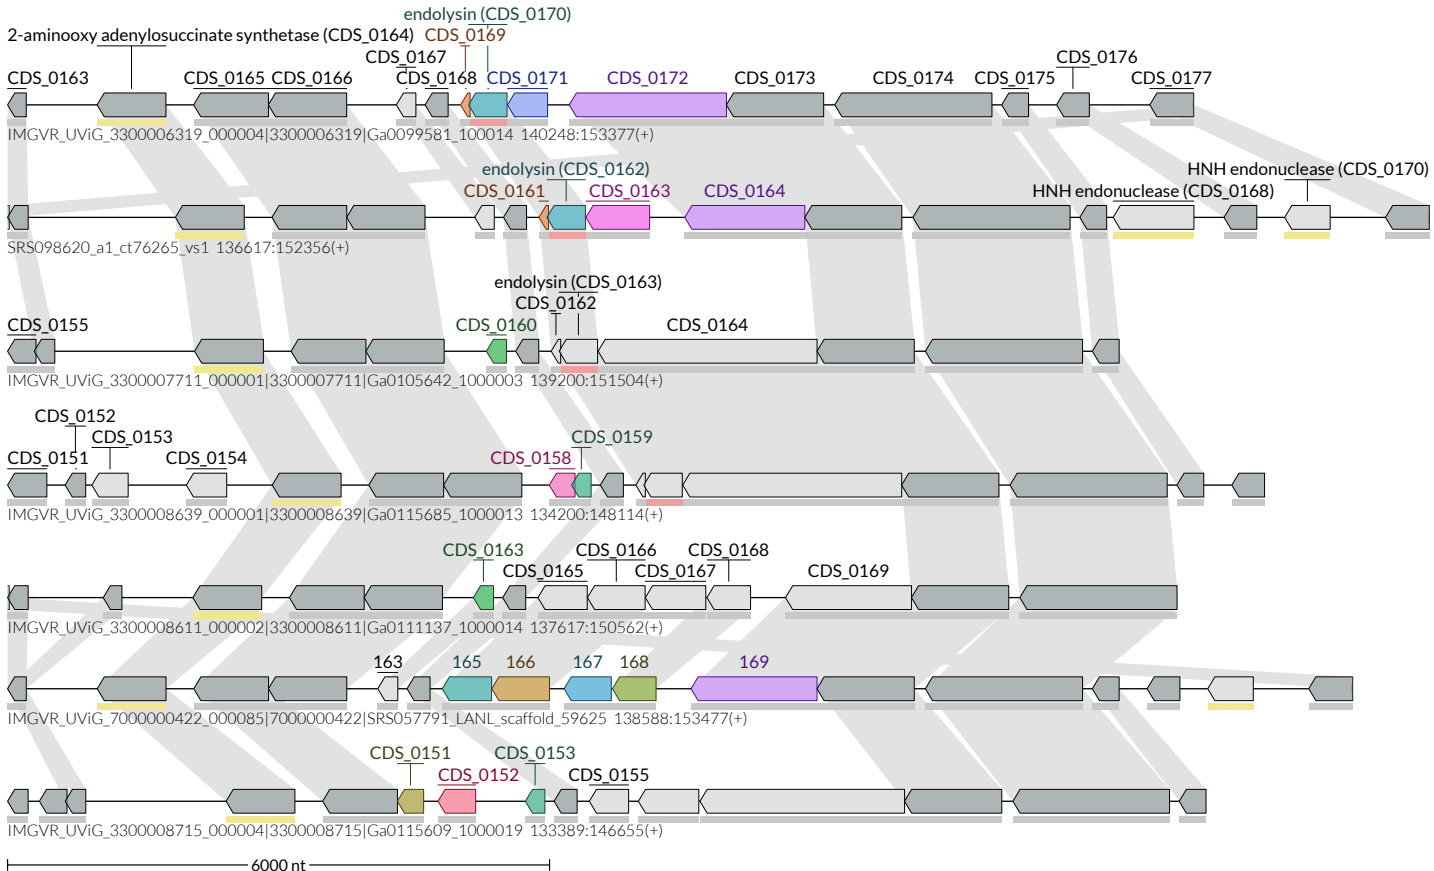 endolysin (CDS_0170)
2-aminooxy adenylosuccinate synthetase (CDS_0164) CDS_0169
CDS_0167 CDS_0176
CDS_0163 CDS_0165 CDS_0166 CDS_0168 CDS_0171 CDS_0172 CDS_0173 CDS_0174 CDS_0175 CDS_0177
IMGVR_UViG_3300006319_000004|3300006319|Ga0099581_100014 140248:153377(+)
endolysin (CDS_0162) HNH endonuclease (CDS_0170)
CDS_0161 CDS_0163 CDS_0164 HNH endonuclease (CDS_0168)
SRS098620_a1_ct76265_vs1 136617:152356(+)
endolysin (CDS_0163)
CDS_0162
CDS_0155 CDS_0160 CDS_0164
IMGVR_UViG_3300007711_000001|3300007711|Ga0105642_1000003 139200:151504(+)
CDS_0152
CDS_0153 CDS_0159
CDS_0151 CDS_0154 CDS_0158
IMGVR_UViG_3300008639_000001|3300008639|Ga0115685_1000013 134200:148114(+)
CDS_0163 CDS_0166 CDS_0168
CDS_0165 CDS_0167 CDS_0169
IMGVR_UViG_3300008611_000002|3300008611|Ga0111137_1000014 137617:150562(+)
163 165 166 167 168 169
IMGVR_UViG_7000000422_000085|7000000422|SRS057791_LANL_scaffold_59625 138588:153477(+)
CDS_0151 CDS_0153
CDS_0152 CDS_0155
IMGVR_UViG_3300008715_000004|3300008715|Ga0115609_1000019 133389:146655(+)
6000 nt